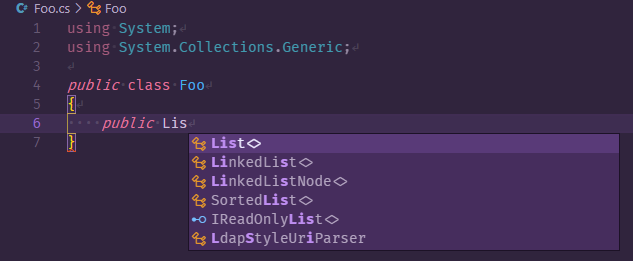 Foo.cs > Foo
1 using System;
2 using System.Collections.Generic;
3
4 public class Foo
5 {
6 public Lis
7 }
List<>
LinkedList<>
LinkedListNode<>
SortedList<>
IReadOnlyList<>
LdapStyleUriParser